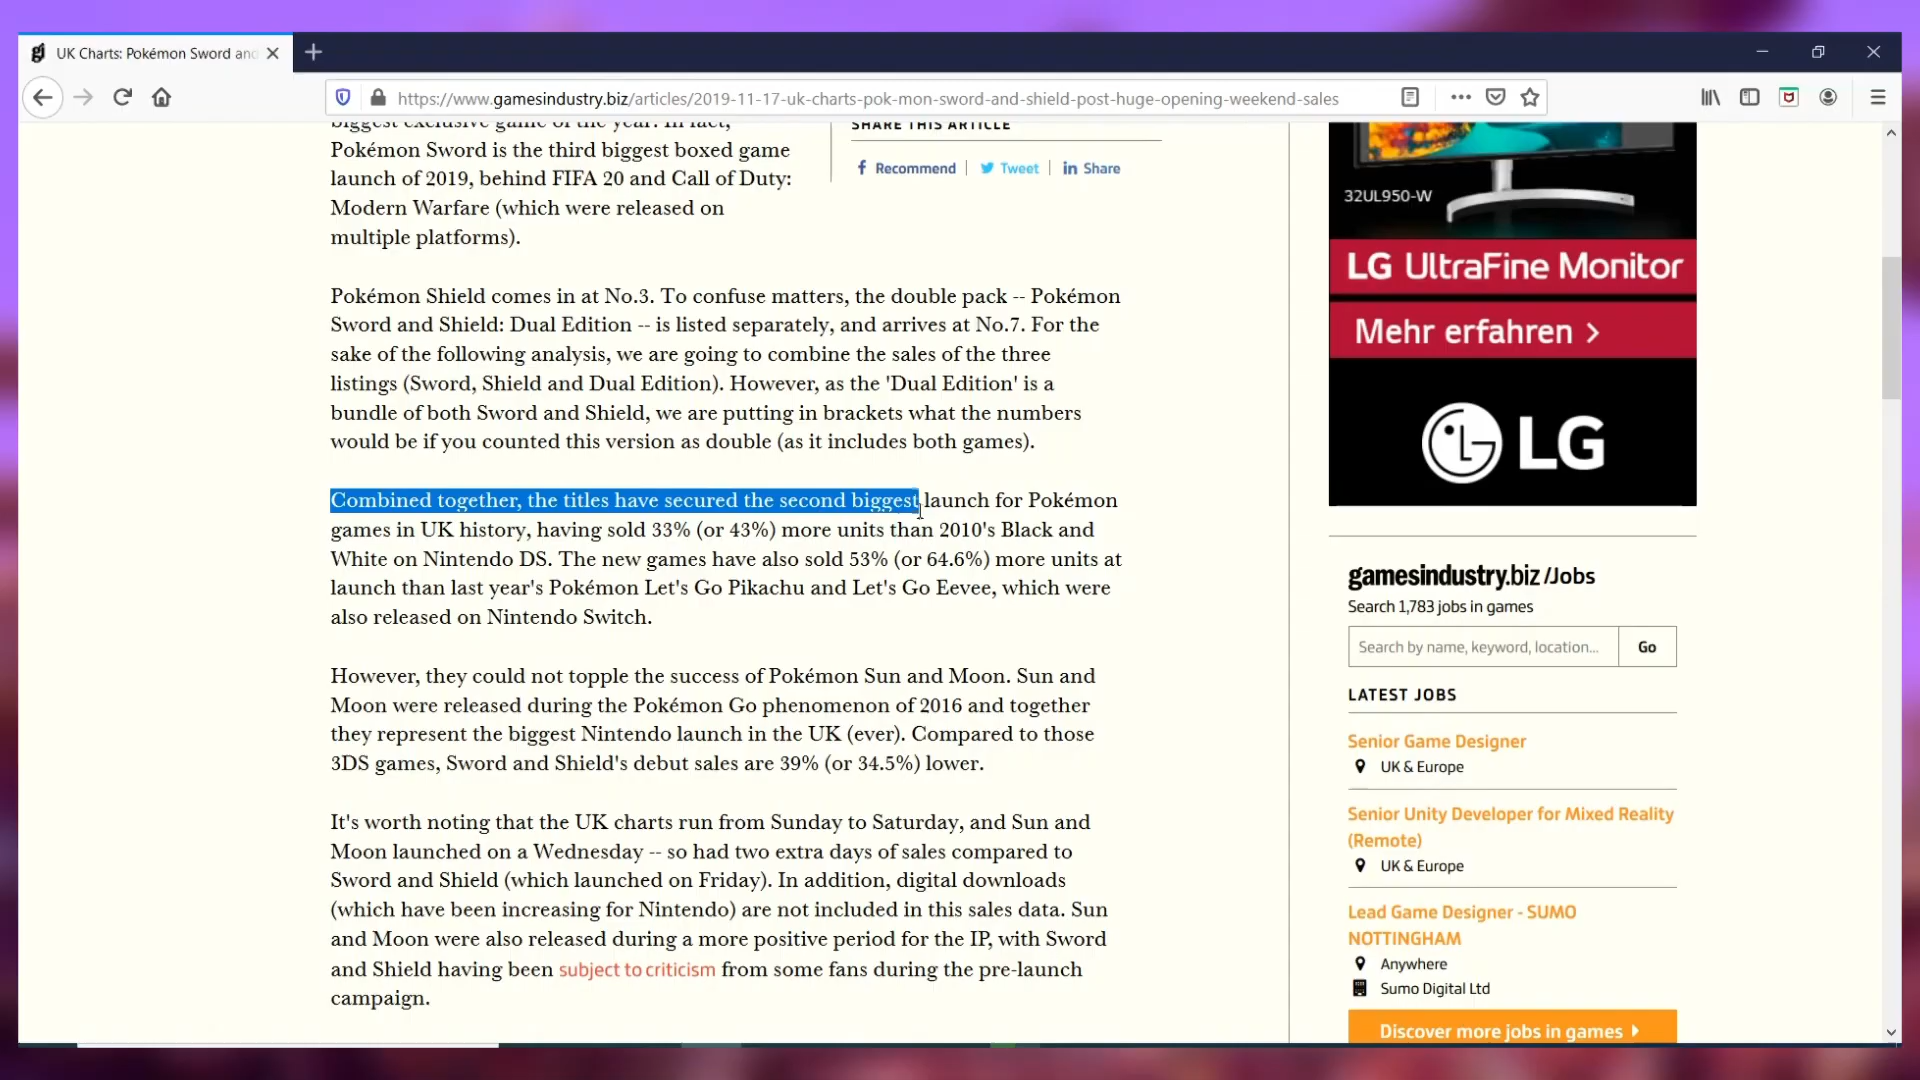 UK Charts: Pokémon Sword and
https://www.gamesindustry.biz/articles/2019-11-17-uk-charts-pok-mon-sword-and-shield-post-huge-opening-weekend-sales
biggest exclusive game of the year. In fact,
Pokémon Sword is the third biggest boxed game
launch of 2019, behind FIFA 20 and Call of Duty:
Modern Warfare (which were released on
multiple platforms).
SHARE THIS ARTICLE
Recommend
Tweet
Share
Pokémon Shield comes in at No.3. To confuse matters, the double pack -- Pokémon
Sword and Shield: Dual Edition -- is listed separately, and arrives at No.7. For the
sake of the following analysis, we are going to combine the sales of the three
listings (Sword, Shield and Dual Edition). However, as the 'Dual Edition' is a
bundle of both Sword and Shield, we are putting in brackets what the numbers
would be if you counted this version as double (as it includes both games).
Combined together, the titles have secured the second biggest launch for Pokémon
games in UK history, having sold 33% (or 43%) more units than 2010's Black and
White on Nintendo DS. The new games have also sold 53% (or 64.6%) more units at
launch than last year's Pokémon Let's Go Pikachu and Let's Go Eevee, which were
also released on Nintendo Switch.
However, they could not topple the success of Pokémon Sun and Moon. Sun and
Moon were released during the Pokémon Go phenomenon of 2016 and together
they represent the biggest Nintendo launch in the UK (ever). Compared to those
3DS games, Sword and Shield's debut sales are 39% (or 34.5%) lower.
It's worth noting that the UK charts run from Sunday to Saturday, and Sun and
Moon launched on a Wednesday -- so had two extra days of sales compared to
Sword and Shield (which launched on Friday). In addition, digital downloads
(which have been increasing for Nintendo) are not included in this sales data. Sun
and Moon were also released during a more positive period for the IP, with Sword
and Shield having been subject to criticism from some fans during the pre-launch
campaign.
32UL950-W
LG UltraFine Monitor
Mehr erfahren >
LG
gamesindustry.biz /Jobs
Search 1,783 jobs in games
Search by name, keyword, location...
Go
LATEST JOBS
Senior Game Designer
UK & Europe
Senior Unity Developer for Mixed Reality
(Remote)
UK & Europe
Lead Game Designer - SUMO
NOTTINGHAM
Anywhere
Sumo Digital Ltd
Discover more jobs in games